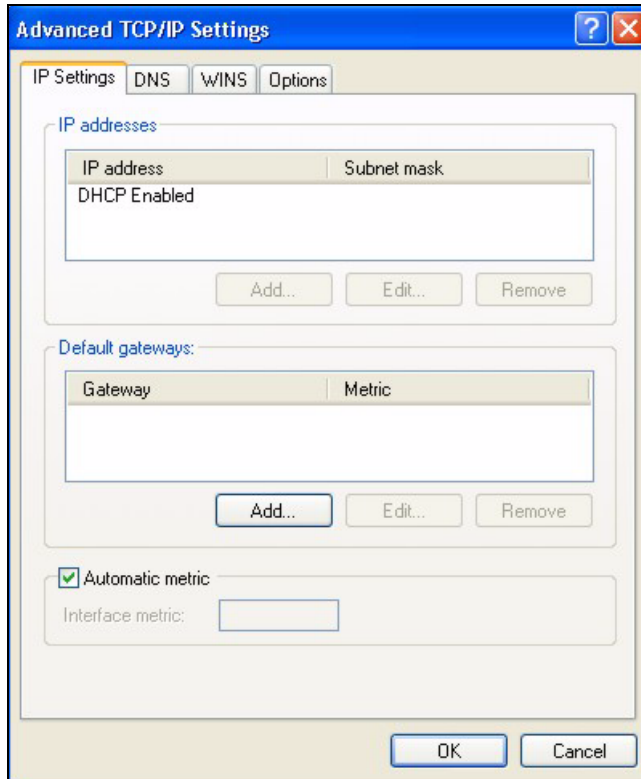 Advanced TCP/IP Settings
IP Settings DNS WINS Options
IP addresses
IP address Subnet mask
DHCP Enabled
Add... Edit... Remove
Default gateways:
Gateway Metric
Add... Edit... Remove
Automatic metric
Interface metric:
OK Cancel